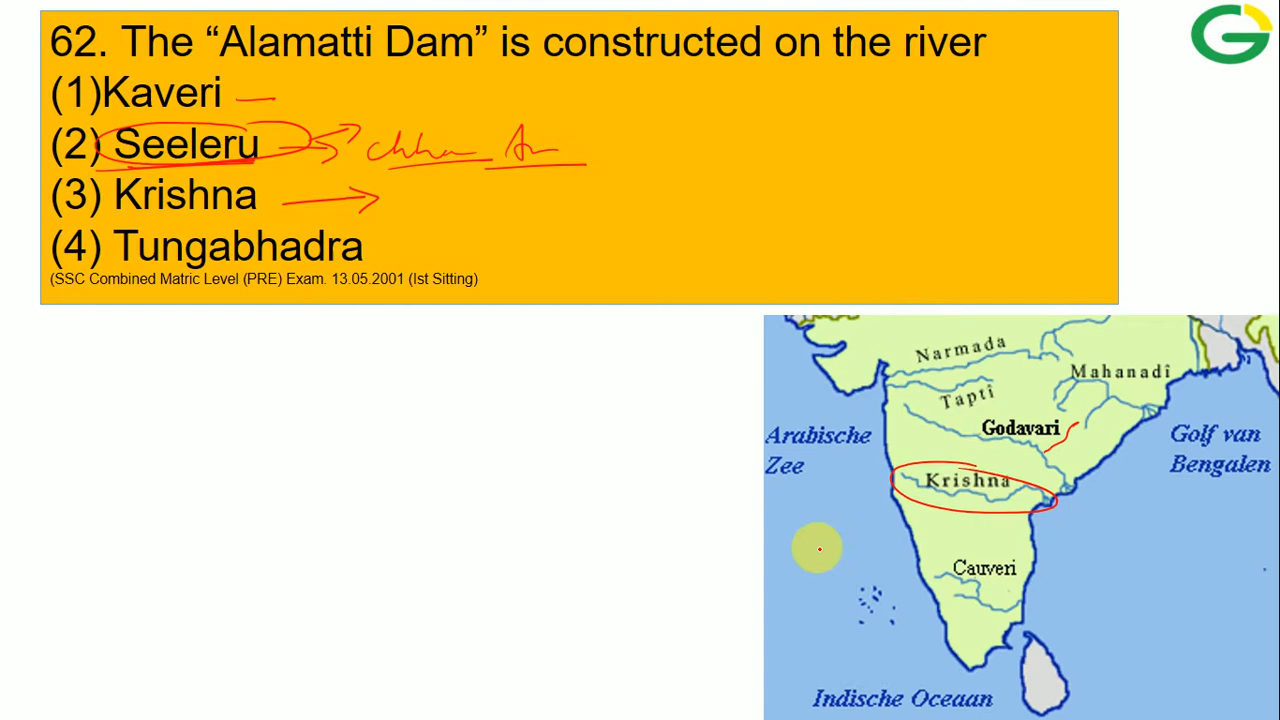 62. The “Alamatti Dam” is constructed on the river
(1)Kaveri
(2) Seeleru
(3) Krishna
(4) Tungabhadra
(SSC Combined Matric Level (PRE) Exam. 13.05.2001 (Ist Sitting)
Narmada
Mahanadî
Taptî
Godavari
Arabische
Zee
Golf van
Bengalen
Krishna
Cauveri
Indische Oceaan